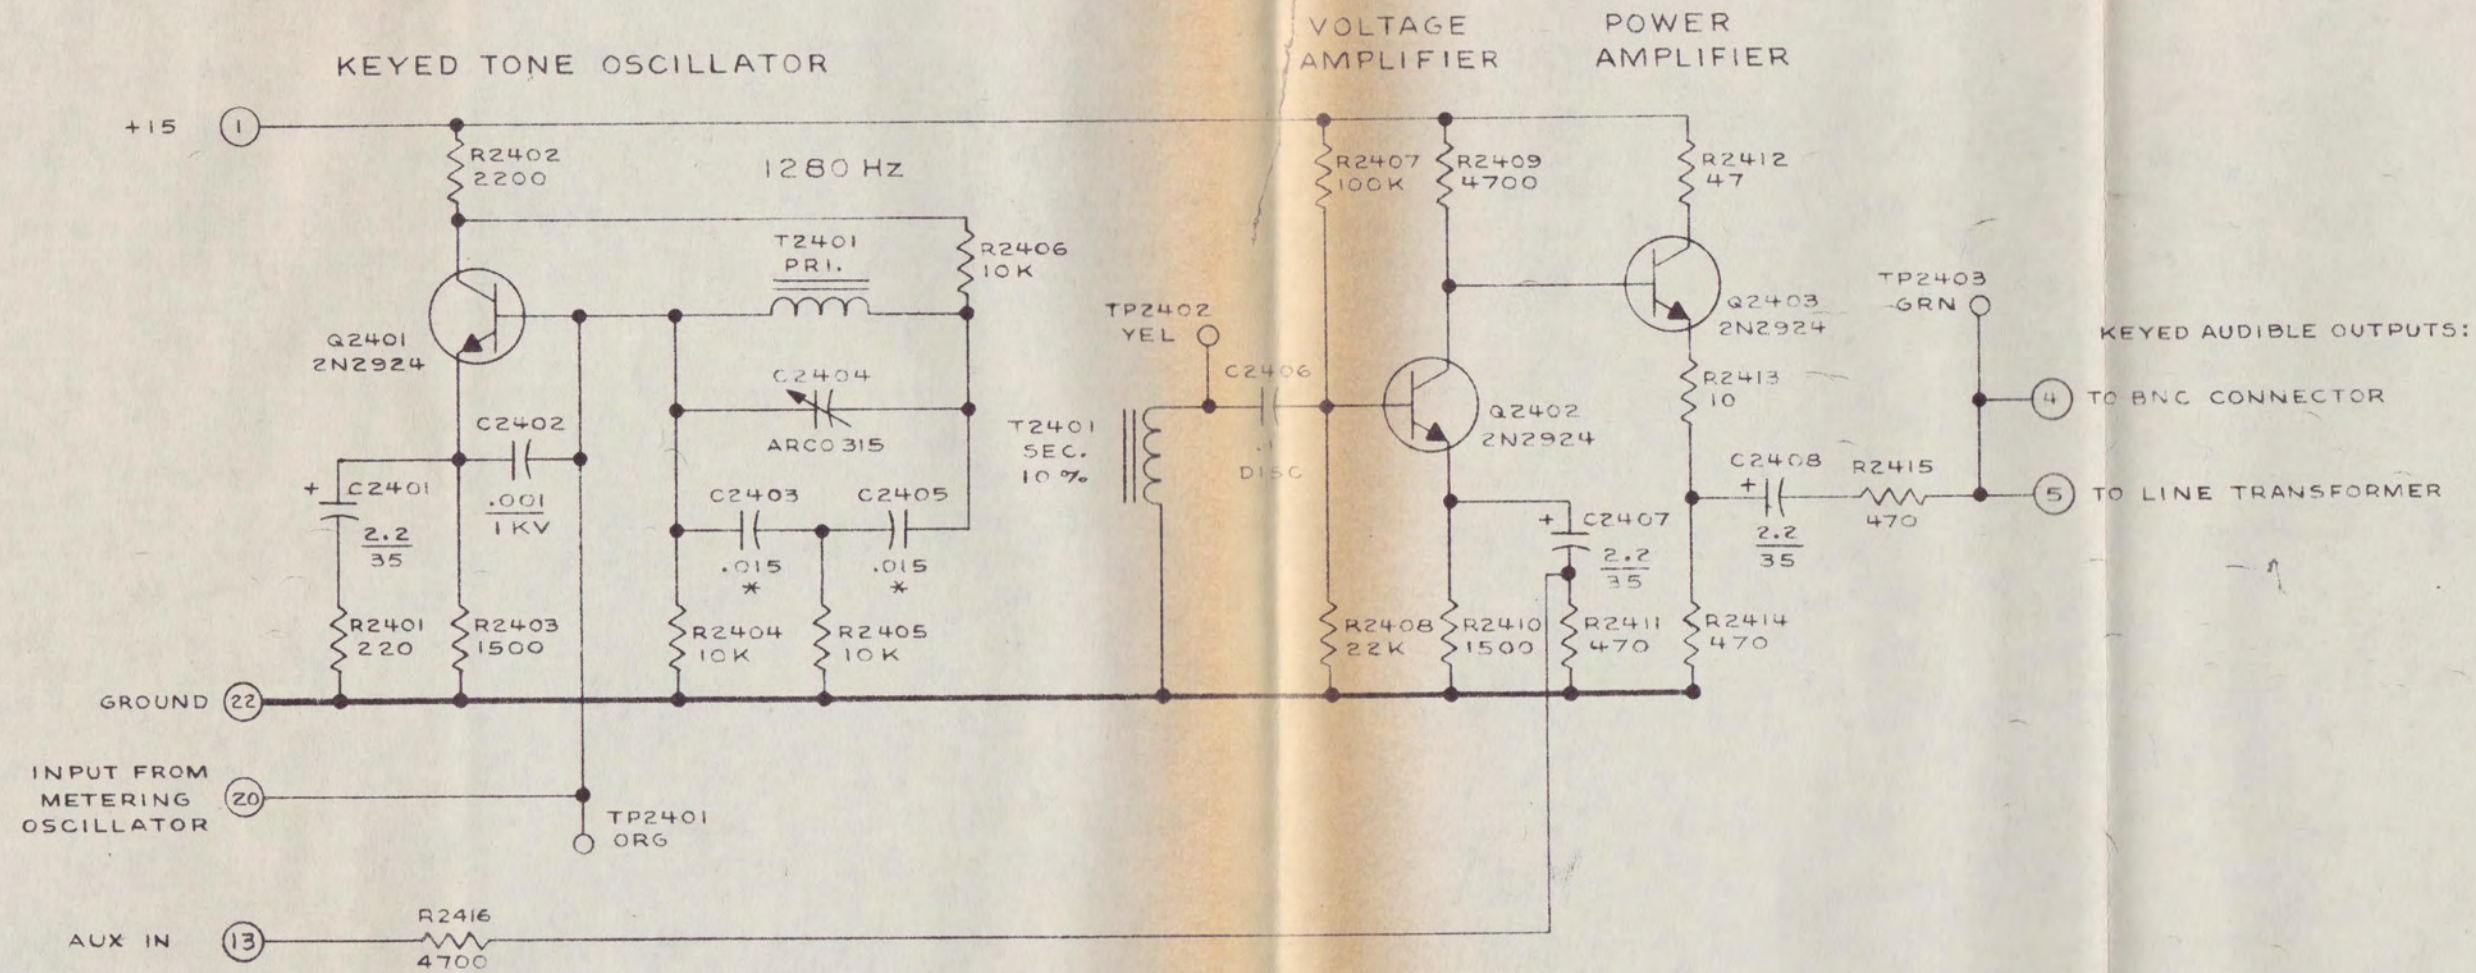 KEYED TONE OSCILLATOR
VOLTAGE
AMPLIFIER
POWER
AMPLIFIER
+15
1
R2402
2200
1280 Hz
R2407
100K
R2409
4700
R2412
47
T2401
PRI.
R2406
10K
Q2401
2N2924
TP2402
YEL
Q2403
2N2924
TP2403
GRN
KEYED AUDIBLE OUTPUTS:
C2404
ARCO 315
C2406
.1
DISC
R2413
10
4
TO BNC CONNECTOR
C2402
.001
1KV
T2401
SEC.
10%
Q2402
2N2924
+
C2401
2.2
35
C2403
.015
*
C2405
.015
*
+
C2407
2.2
35
C2408
+
2.2
35
R2415
470
5
TO LINE TRANSFORMER
R2401
220
R2403
1500
R2404
10K
R2405
10K
R2408
22K
R2410
1500
R2411
470
R2414
470
GROUND
22
INPUT FROM
METERING
OSCILLATOR
20
TP2401
ORG
AUX IN
13
R2416
4700